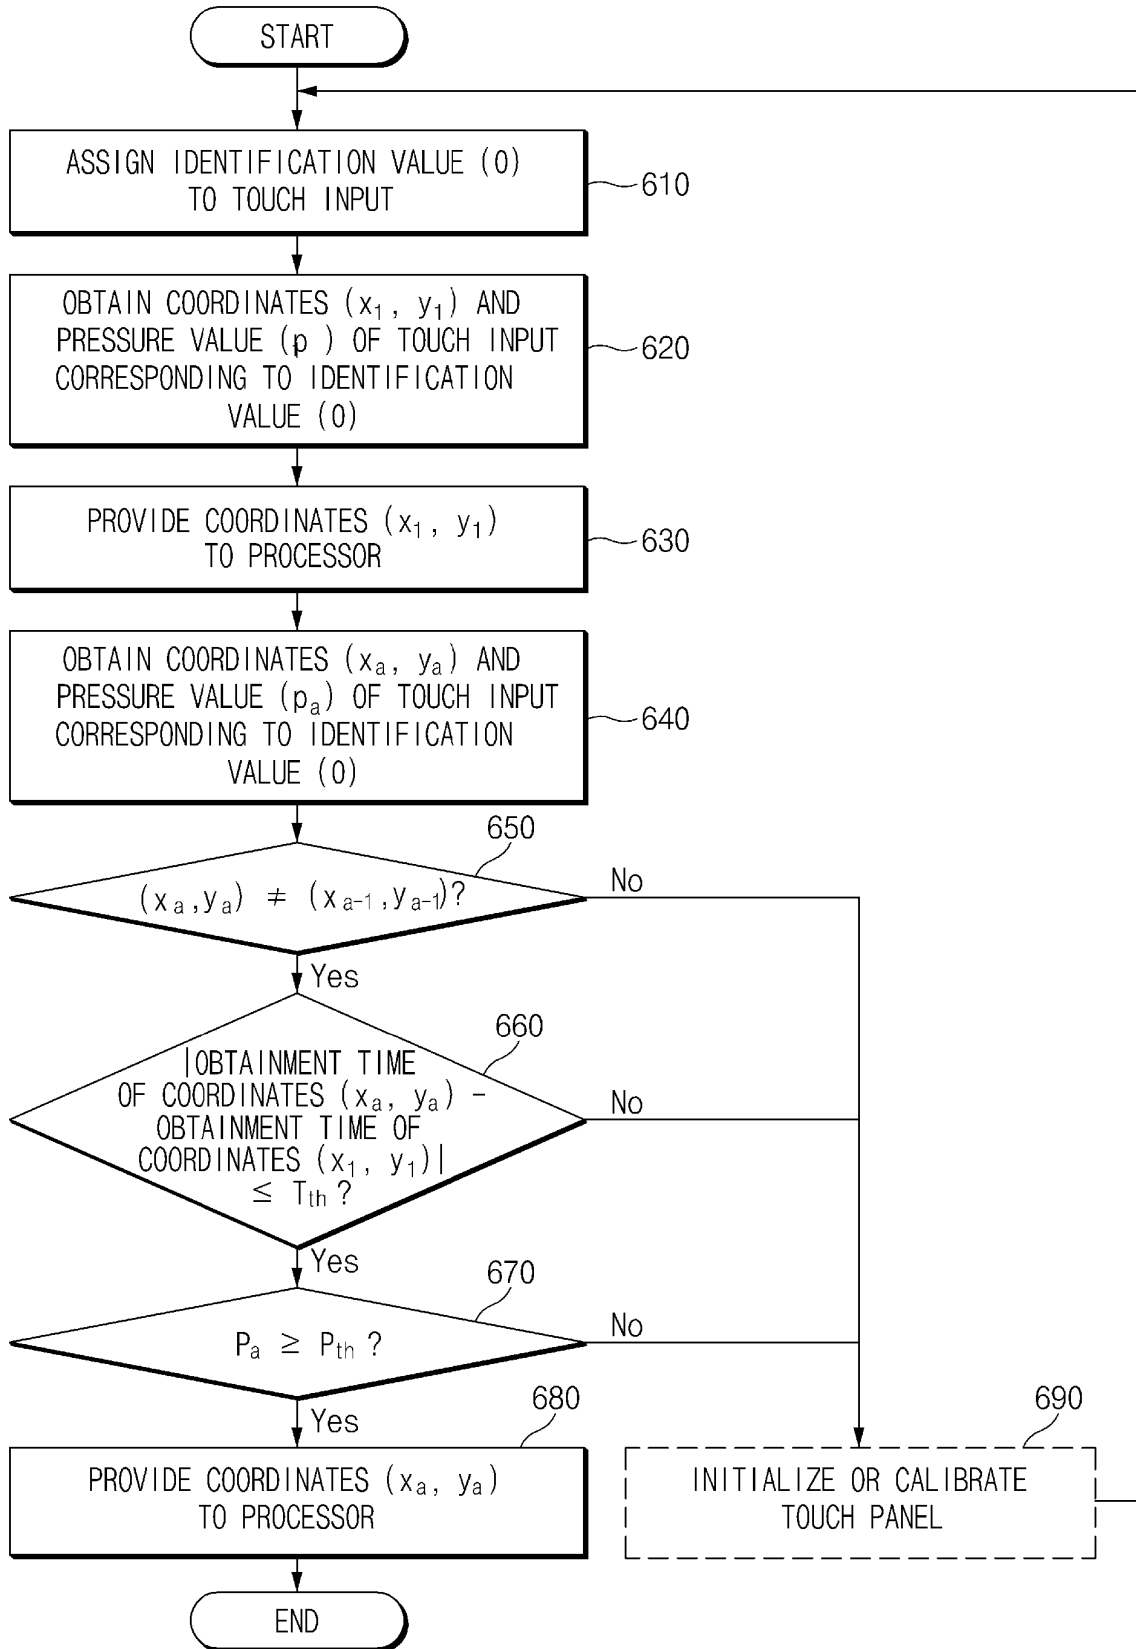 START
ASSIGN IDENTIFICATION VALUE (0)
TO TOUCH INPUT
610
OBTAIN COORDINATES (x₁, y₁) AND
PRESSURE VALUE (p ) OF TOUCH INPUT
CORRESPONDING TO IDENTIFICATION
VALUE (0)
620
PROVIDE COORDINATES (x₁, y₁)
TO PROCESSOR
630
OBTAIN COORDINATES (xₐ, yₐ) AND
PRESSURE VALUE (pₐ) OF TOUCH INPUT
CORRESPONDING TO IDENTIFICATION
VALUE (0)
640
650
(xₐ,yₐ) ≠ (xₐ₋₁,yₐ₋₁)?
No
Yes
660
|OBTAINMENT TIME
OF COORDINATES (xₐ, yₐ) –
OBTAINMENT TIME OF
COORDINATES (x₁, y₁)|
≤ Tth ?
No
Yes
670
Pₐ ≥ Pth ?
No
Yes
680
PROVIDE COORDINATES (xₐ, yₐ)
TO PROCESSOR
690
INITIALIZE OR CALIBRATE
TOUCH PANEL
END